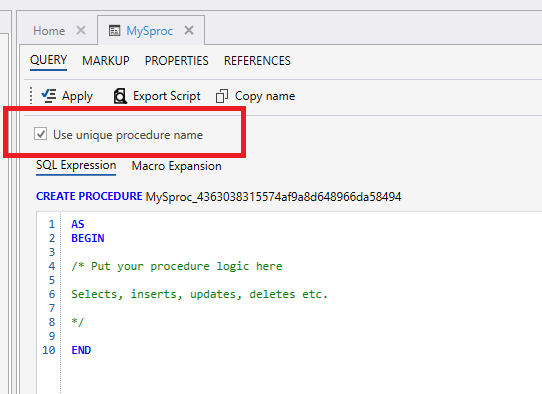 Home MySproc
QUERY MARKUP PROPERTIES REFERENCES
Apply Export Script Copy name
Use unique procedure name
SQL Expression Macro Expansion
CREATE PROCEDURE MySproc_4363038315574af9a8d648966da58494
1 AS
2 BEGIN
3
4 /* Put your procedure logic here
5
6 Selects, inserts, updates, deletes etc.
7
8 */
9
10 END